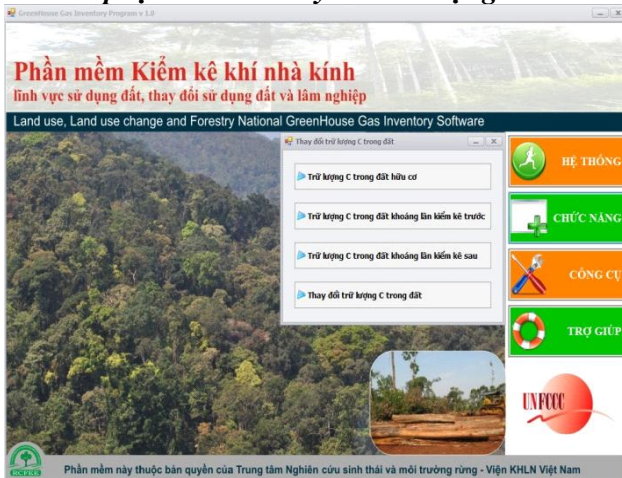 GreenHouse Gas Inventory Program v 1.0
Phần mềm Kiểm kê khí nhà kính
lĩnh vực sử dụng đất, thay đổi sử dụng đất và lâm nghiệp
Land use, Land use change and Forestry National GreenHouse Gas Inventory Software
Thay đổi trữ lượng C trong đất
Trữ lượng C trong đất hữu cơ
Trữ lượng C trong đất khoáng lần kiểm kê trước
Trữ lượng C trong đất khoáng lần kiểm kê sau
Thay đổi trữ lượng C trong đất
HỆ THỐNG
CHỨC NĂNG
CÔNG CỤ
TRỢ GIÚP
UNFCCC
RCFEE
Phần mềm này thuộc bản quyền của Trung tâm Nghiên cứu sinh thái và môi trường rừng - Viện KHLN Việt Nam